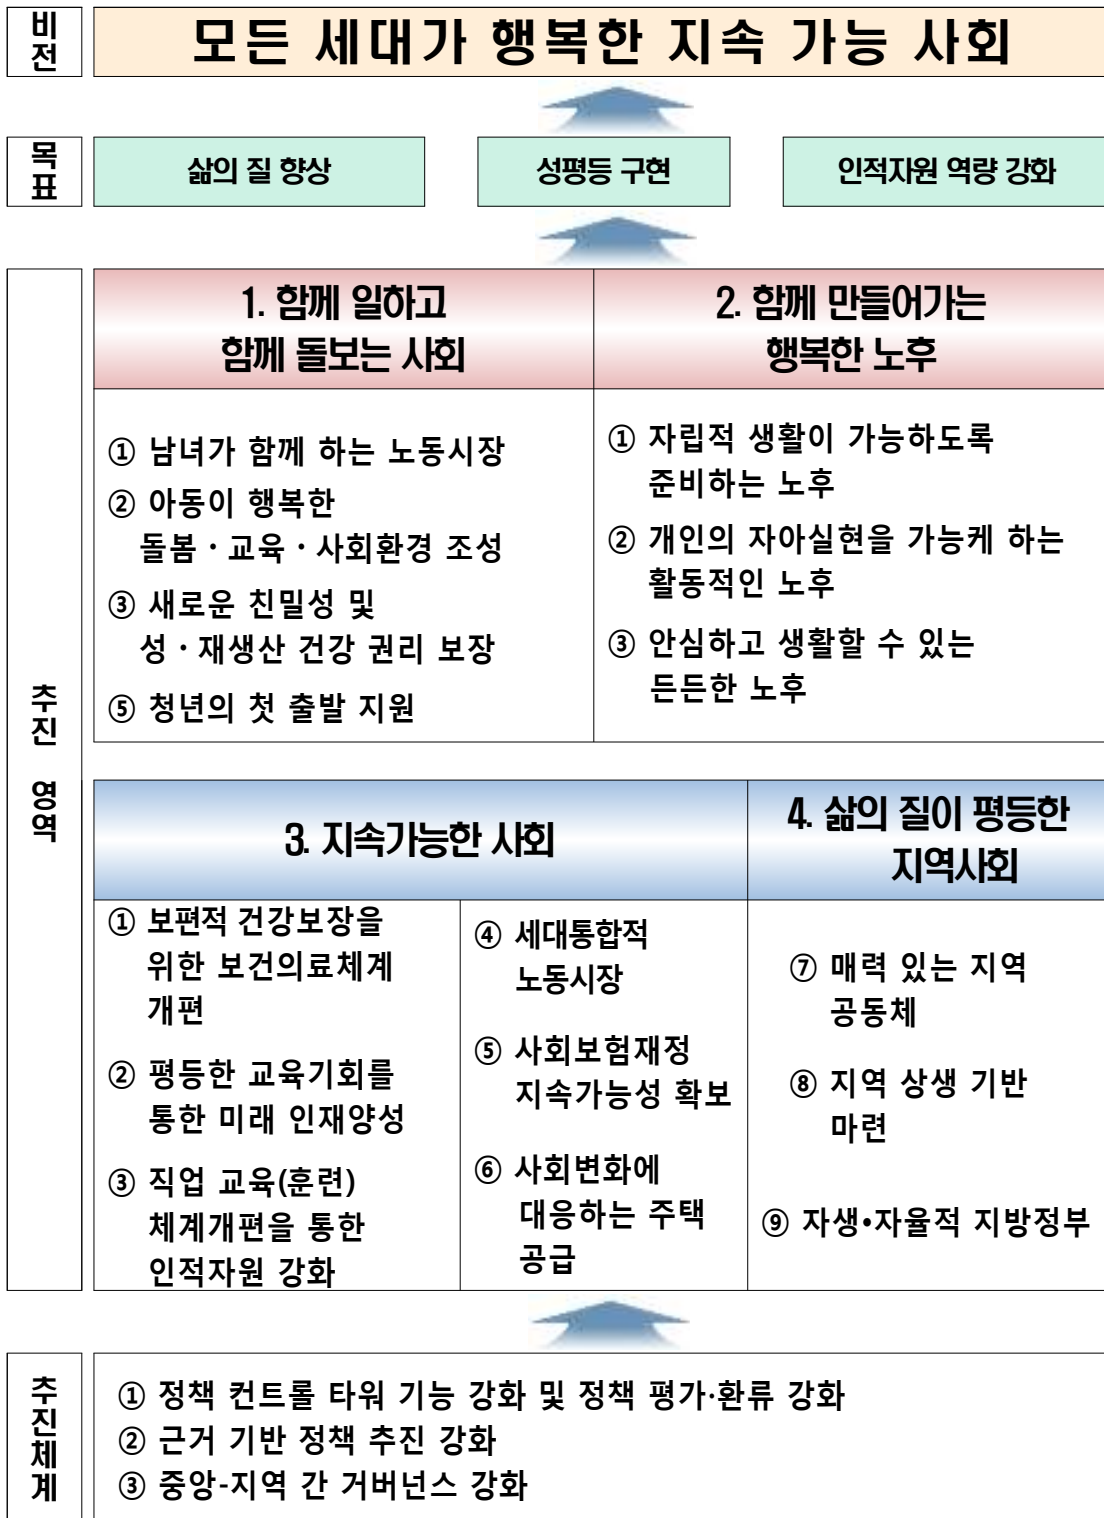 비전
모든 세대가 행복한 지속 가능 사회
목표
삶의 질 향상
성평등 구현
인적자원 역량 강화
추진 영역
1. 함께 일하고
함께 돌보는 사회
① 남녀가 함께 하는 노동시장
② 아동이 행복한
돌봄·교육·사회환경 조성
③ 새로운 친밀성 및
성·재생산 건강 권리 보장
⑤ 청년의 첫 출발 지원
2. 함께 만들어가는
행복한 노후
① 자립적 생활이 가능하도록
준비하는 노후
② 개인의 자아실현을 가능케 하는
활동적인 노후
③ 안심하고 생활할 수 있는
든든한 노후
3. 지속가능한 사회
① 보편적 건강보장을
위한 보건의료체계
개편
② 평등한 교육기회를
통한 미래 인재양성
③ 직업 교육(훈련)
체계개편을 통한
인적자원 강화
④ 세대통합적
노동시장
⑤ 사회보험재정
지속가능성 확보
⑥ 사회변화에
대응하는 주택
공급
4. 삶의 질이 평등한
지역사회
⑦ 매력 있는 지역
공동체
⑧ 지역 상생 기반
마련
⑨ 자생•자율적 지방정부
추진체계
① 정책 컨트롤 타워 기능 강화 및 정책 평가·환류 강화
② 근거 기반 정책 추진 강화
③ 중앙-지역 간 거버넌스 강화